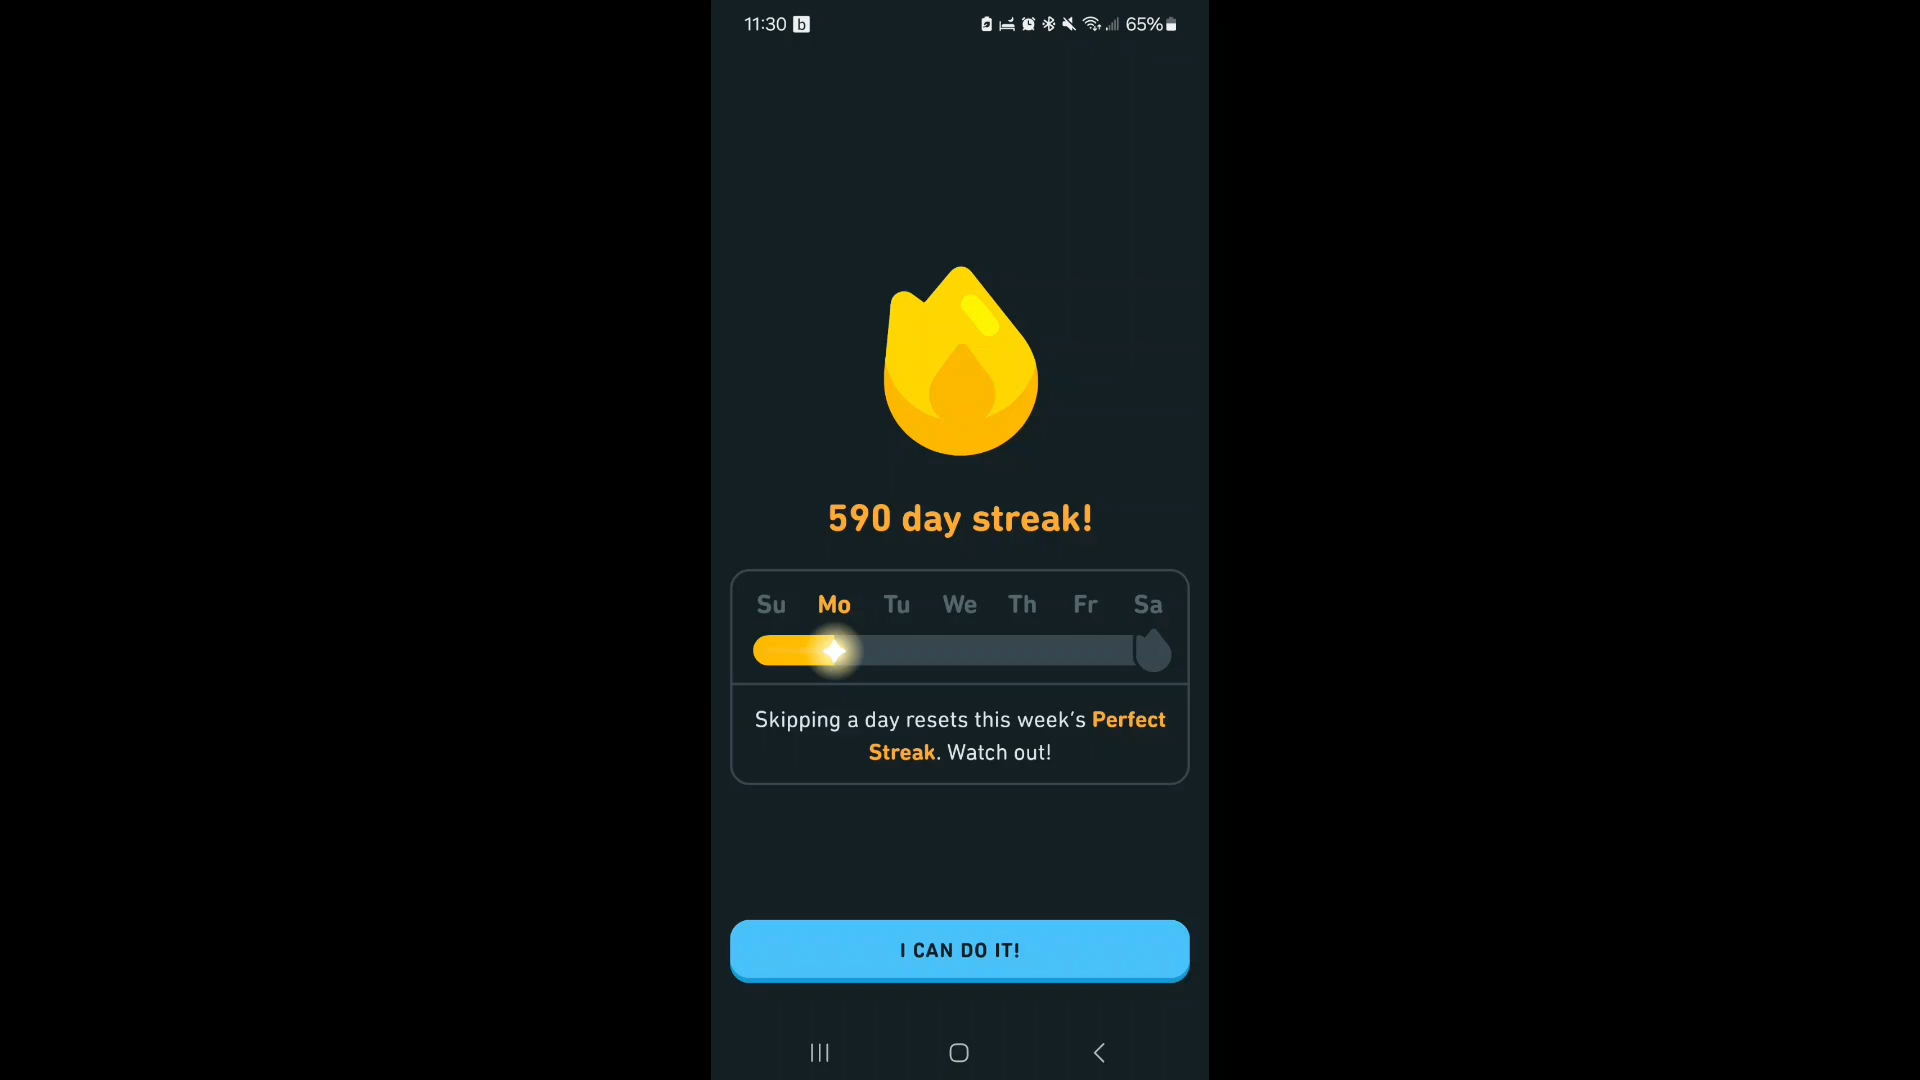 11:30 b 65%
590 day streak!
Su Mo Tu We Th Fr Sa
Skipping a day resets this week's Perfect
Streak. Watch out!
I CAN DO IT!